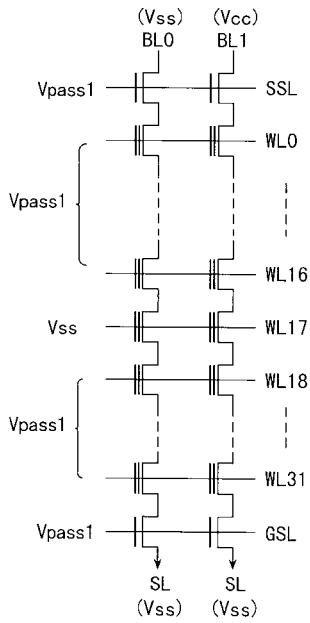 (Vss) (Vcc)
BL0 BL1
Vpass1 SSL
WL0
Vpass1
WL16
Vss WL17
WL18
Vpass1
WL31
Vpass1 GSL
SL SL
(Vss) (Vss)